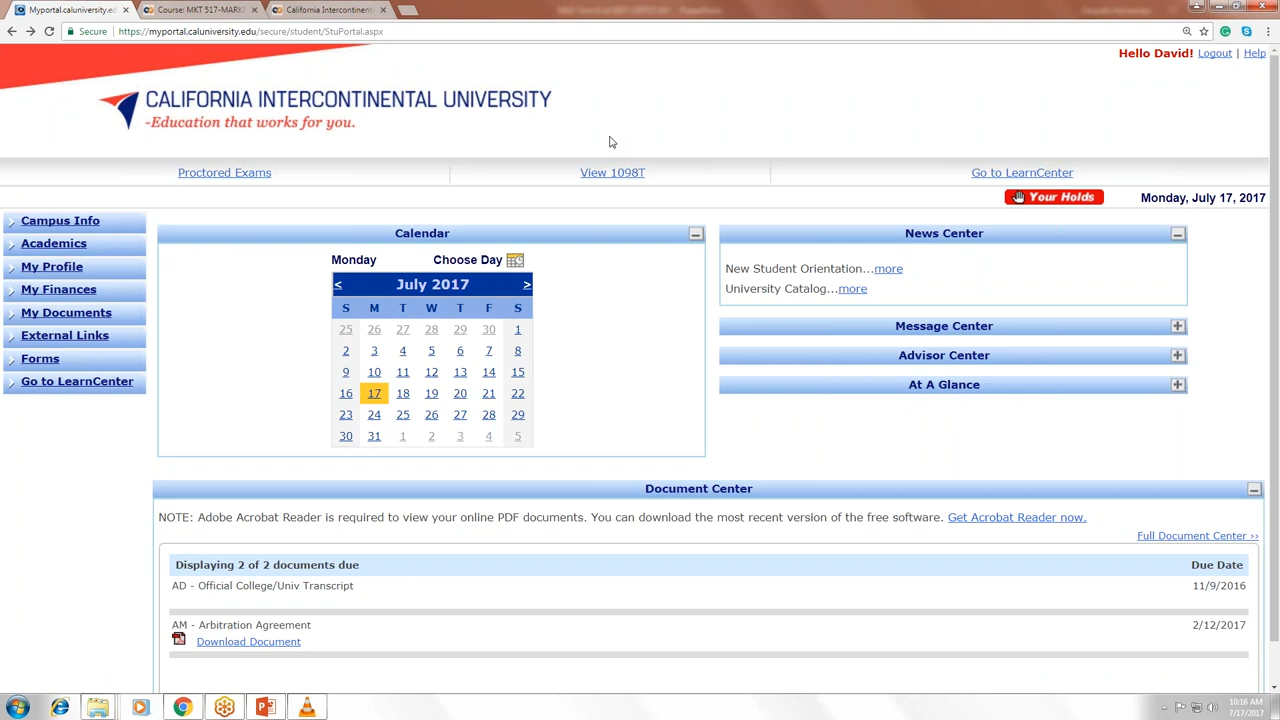 Myportal.caluniversity.ed
Course: MKT 517-MARK
California Intercontinent
Secure https://myportal.caluniversity.edu/secure/student/StuPortal.aspx
Hello David! Logout | Help
CALIFORNIA INTERCONTINENTAL UNIVERSITY
-Education that works for you.
Proctored Exams View 1098T Go to LearnCenter
Your Holds Monday, July 17, 2017
Campus Info
Academics
My Profile
My Finances
My Documents
External Links
Forms
Go to LearnCenter
Calendar
Monday Choose Day
< July 2017 >
S M T W T F S
25 26 27 28 29 30 1
2 3 4 5 6 7 8
9 10 11 12 13 14 15
16 17 18 19 20 21 22
23 24 25 26 27 28 29
30 31 1 2 3 4 5
News Center
New Student Orientation...more
University Catalog...more
Message Center
Advisor Center
At A Glance
Document Center
NOTE: Adobe Acrobat Reader is required to view your online PDF documents. You can download the most recent version of the free software. Get Acrobat Reader now.
Full Document Center >>
Displaying 2 of 2 documents due Due Date
AD - Official College/Univ Transcript 11/9/2016
AM - Arbitration Agreement 2/12/2017
Download Document
10:16 AM
7/17/2017